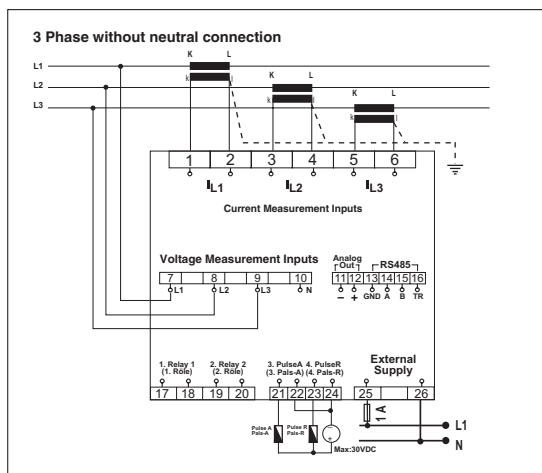 3 Phase without neutral connection
K L
L1
k l
K L
L2
k l
K L
L3
k l
1 2 3 4 5 6
IL1 IL2 IL3
Current Measurement Inputs
Voltage Measurement Inputs
7 8 9 10
L1 L2 L3 N
Analog Out
RS485
11 12 13 14 15 16
− + GND A B TR
1. Relay 1
(1. Röle)
2. Relay 2
(2. Röle)
3. PulseA
(3. Pals-A)
4. PulseR
(4. Pals-R)
External
Supply
17 18 19 20 21 22 23 24 25 26
1 A
Pulse A
Pals-A
Pulse R
Pals-R
−
+
Max:30VDC
L1
N